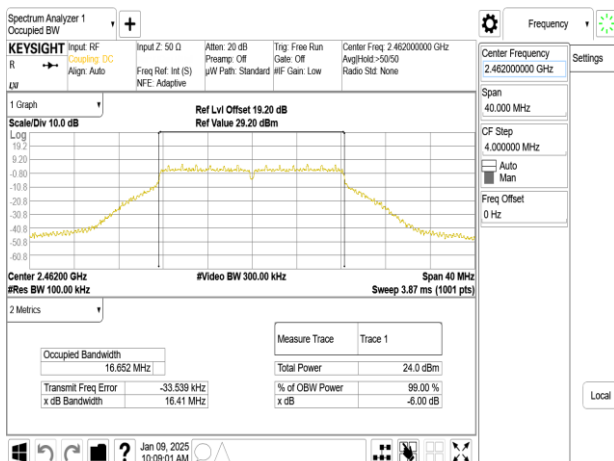 Spectrum Analyzer 1
Occupied BW
Frequency
KEYSIGHT
R
LXI
Input: RF
Coupling: DC
Align: Auto
Input Z: 50 Ω
Freq Ref: Int (S)
NFE: Adaptive
Atten: 20 dB
Preamp: Off
µW Path: Standard
Trig: Free Run
Gate: Off
#IF Gain: Low
Center Freq: 2.462000000 GHz
Avg|Hold:>50/50
Radio Std: None
Center Frequency
2.462000000 GHz
Settings
Span
40.000 MHz
CF Step
4.000000 MHz
Auto
Man
Freq Offset
0 Hz
Local
1 Graph
Scale/Div 10.0 dB
Ref Lvl Offset 19.20 dB
Ref Value 29.20 dBm
Log
19.2
9.20
-0.80
-10.8
-20.8
-30.8
-40.8
-50.8
-60.8
Center 2.46200 GHz
#Video BW 300.00 kHz
Span 40 MHz
#Res BW 100.00 kHz
Sweep 3.87 ms (1001 pts)
2 Metrics
Occupied Bandwidth
16.652 MHz
Transmit Freq Error -33.539 kHz
x dB Bandwidth 16.41 MHz
Measure Trace Trace 1
Total Power 24.0 dBm
% of OBW Power 99.00 %
x dB -6.00 dB
?
Jan 09, 2025
10:09:01 AM